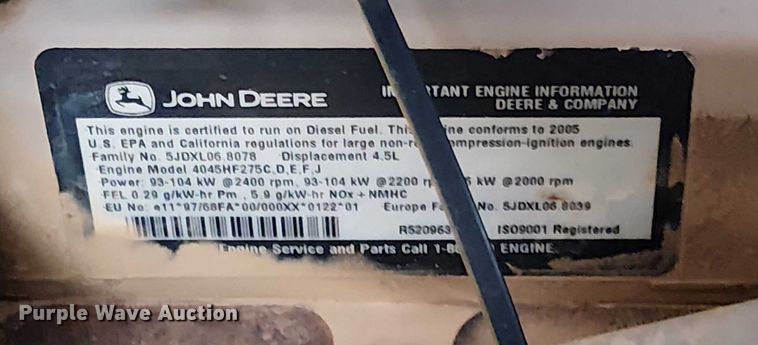 JOHN DEERE
ANT ENGINE INFORMATION
DEERE & COMPANY
This engine is certified to run on Diesel Fuel. This ine conforms to 2005
U.S. EPA and California regulations for large non-r ompression-ignition engines.
Family No. 5JDXL06.8078 Displacement 4.5L
Engine Model 4045HF275C,D,E,F,J
Power: 93-104 kW @2400 rpm, 93-104 kW @2200 rp kW @2000 rpm
FEL 0.29 g/kW-hr Pm , 5.9 g/kW-hr NOx + NMHC
EU No: e11*97/68FA*00/000XX*0122*01 Europe Fa No. 5JDXL06 8039
R520963 ISO9001 Registered
Engine Service and Parts Call 1-8 ENGINE.
Purple Wave Auction